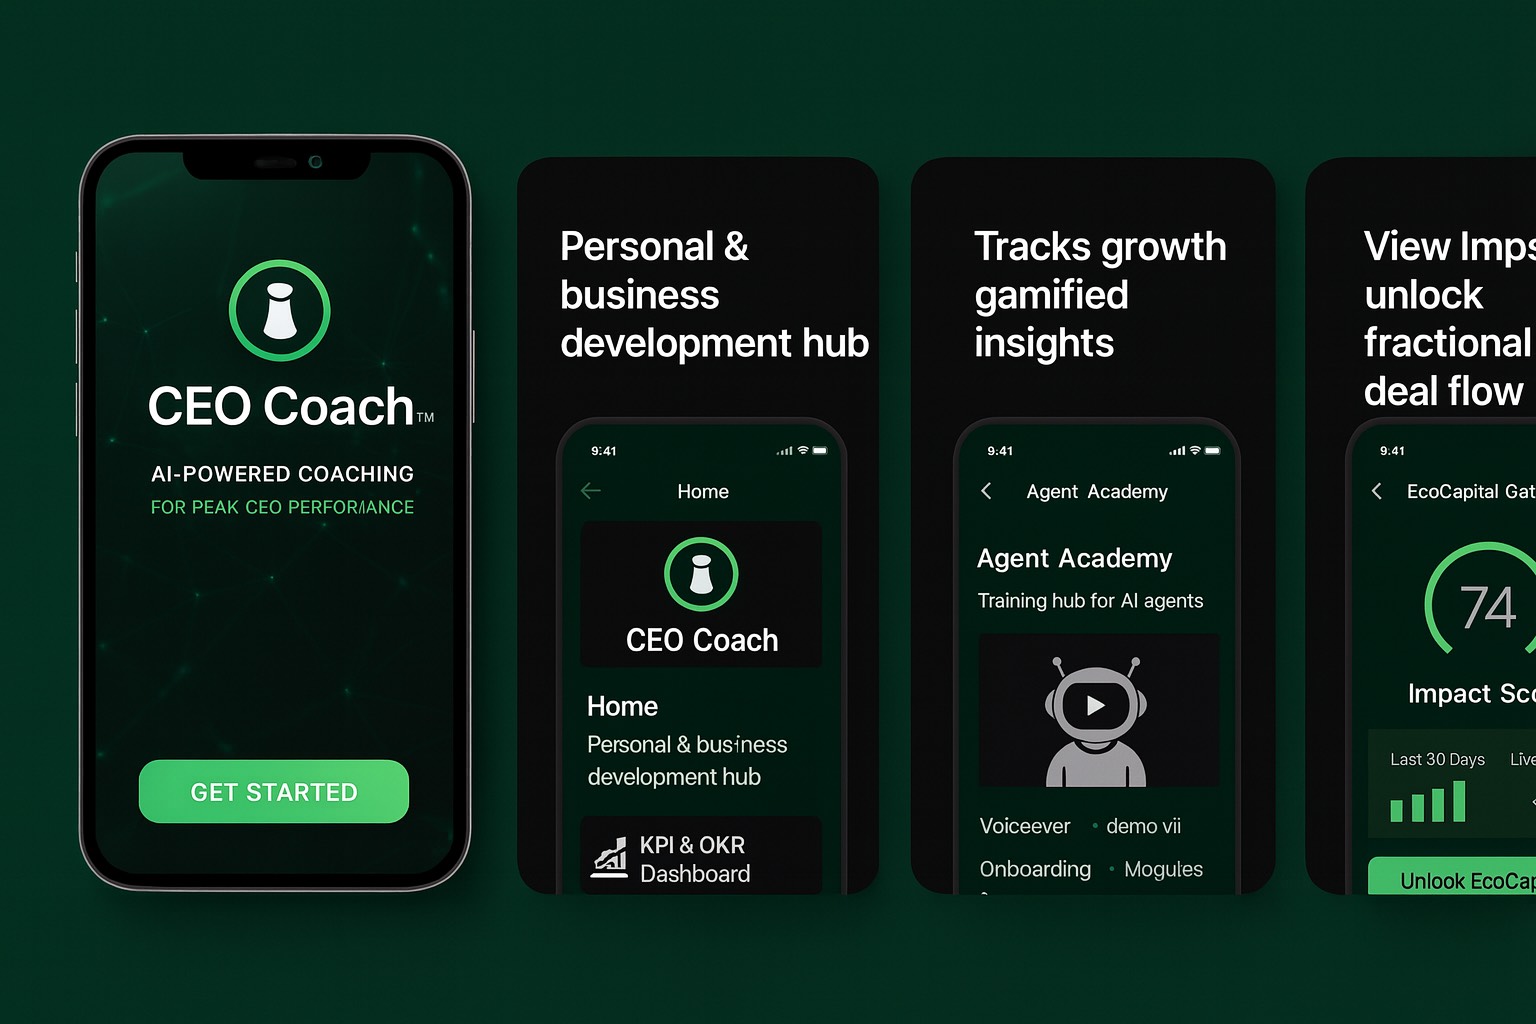 CEO Coach™
AI-POWERED COACHING
FOR PEAK CEO PERFORMANCE
GET STARTED
Personal &
business
development hub
9:41
Home
CEO Coach
Home
Personal & business
development hub
KPI & OKR
Dashboard
Tracks growth
gamified
insights
9:41
Agent Academy
Agent Academy
Training hub for AI agents
Voiceever • demo vii
Onboarding • Mogules
View Imps
unlock
fractional
deal flow
9:41
EcoCapital Gat
74
Impact Sco
Last 30 Days Live
Unlook EcoCap